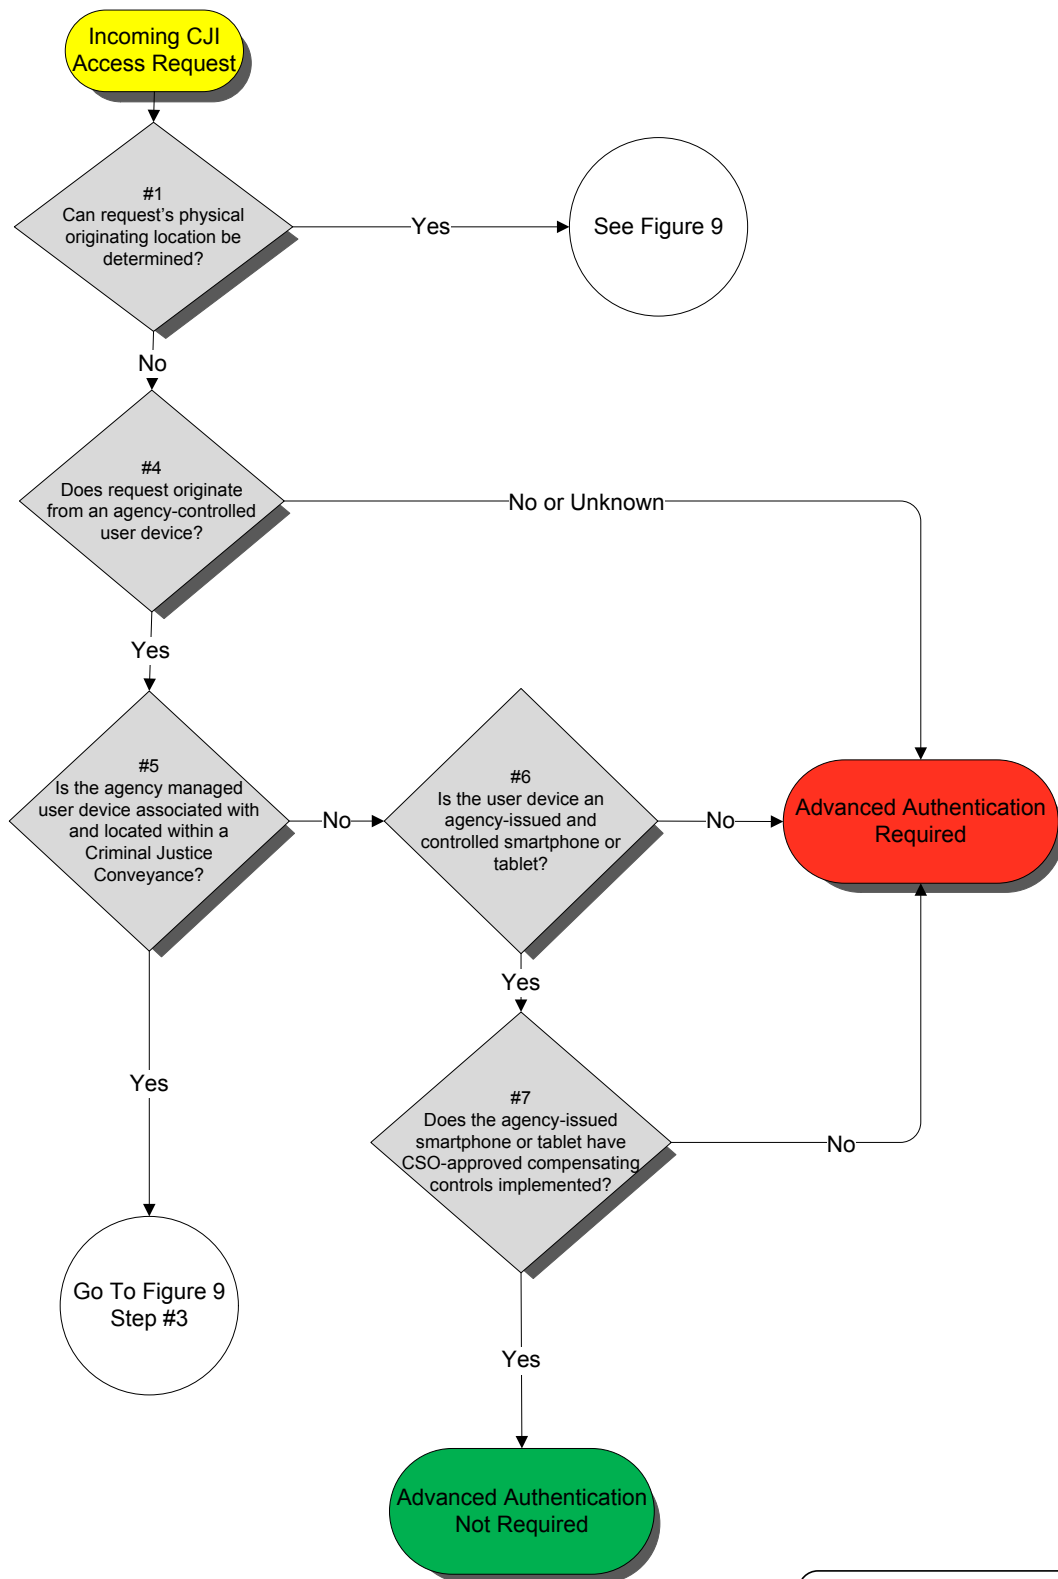 Incoming CJI
Access Request
#1
Can request's physical
originating location be
determined?
Yes
See Figure 9
No
#4
Does request originate
from an agency-controlled
user device?
No or Unknown
Yes
#5
Is the agency managed
user device associated with
and located within a
Criminal Justice
Conveyance?
No
#6
Is the user device an
agency-issued and
controlled smartphone or
tablet?
No
Advanced Authentication
Required
Yes
Yes
#7
Does the agency-issued
smartphone or tablet have
CSO-approved compensating
controls implemented?
No
Go To Figure 9
Step #3
Yes
Advanced Authentication
Not Required